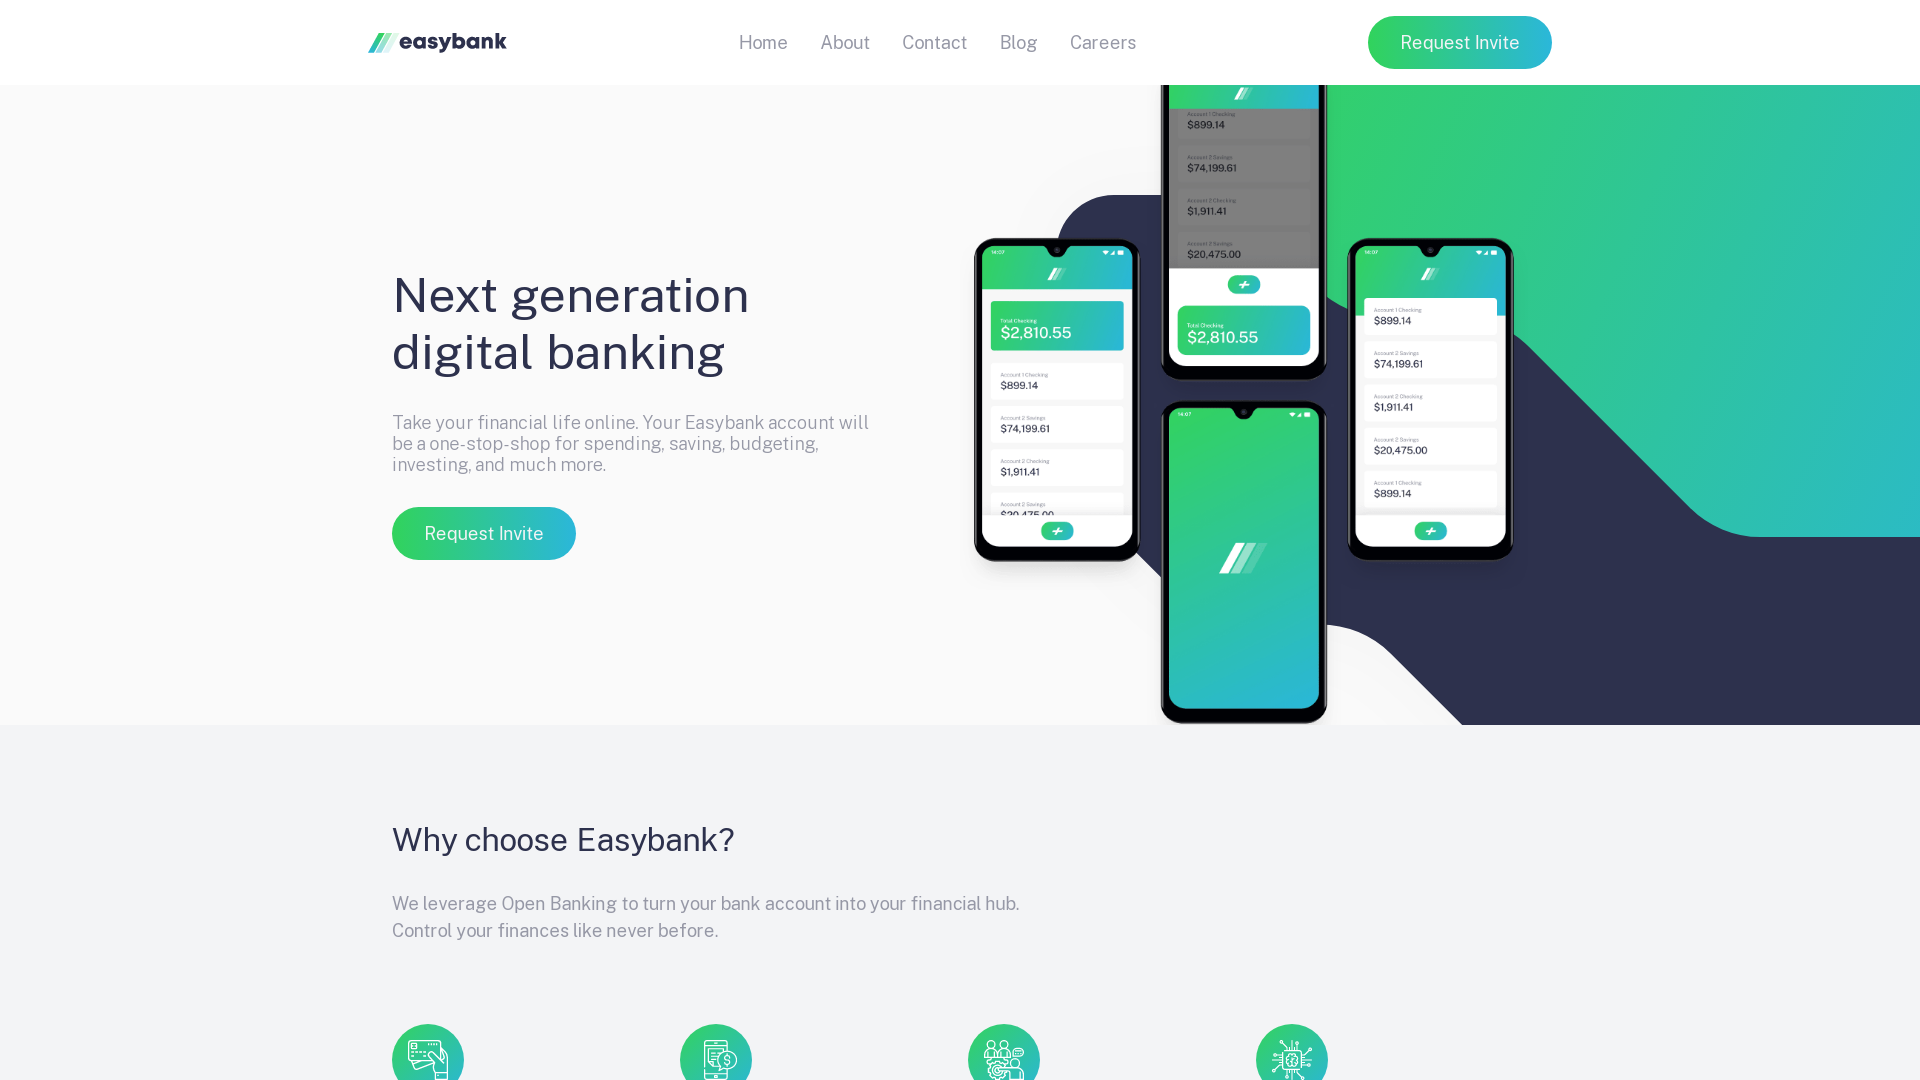 easybank
Home
About
Contact
Blog
Careers
Request Invite
Next generation
digital banking
Take your financial life online. Your Easybank account will
be a one-stop-shop for spending, saving, budgeting,
investing, and much more.
Request Invite
14:07
Total Checking
$2,810.55
Account 1 Checking
$899.14
Account 2 Savings
$74,199.61
Account 2 Checking
$1,911.41
Account 2 Savings
$20,475.00
Account 1 Checking
$899.14
Account 2 Savings
$74,199.61
Account 2 Checking
$1,911.41
Account 2 Savings
$20,475.00
Total Checking
$2,810.55
14:07
14:07
Account 1 Checking
$899.14
Account 2 Savings
$74,199.61
Account 2 Checking
$1,911.41
Account 2 Savings
$20,475.00
Account 1 Checking
$899.14
Why choose Easybank?
We leverage Open Banking to turn your bank account into your financial hub.
Control your finances like never before.